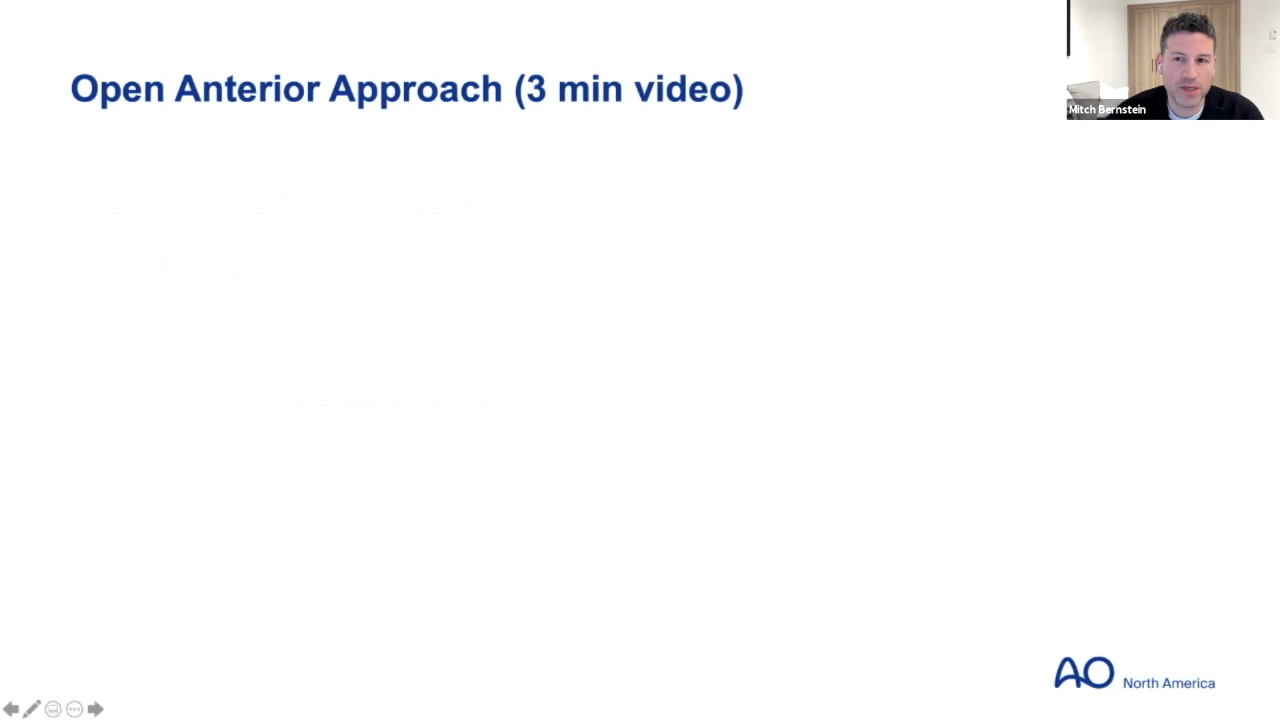 Open Anterior Approach (3 min video)
Mitch Bernstein
AO North America